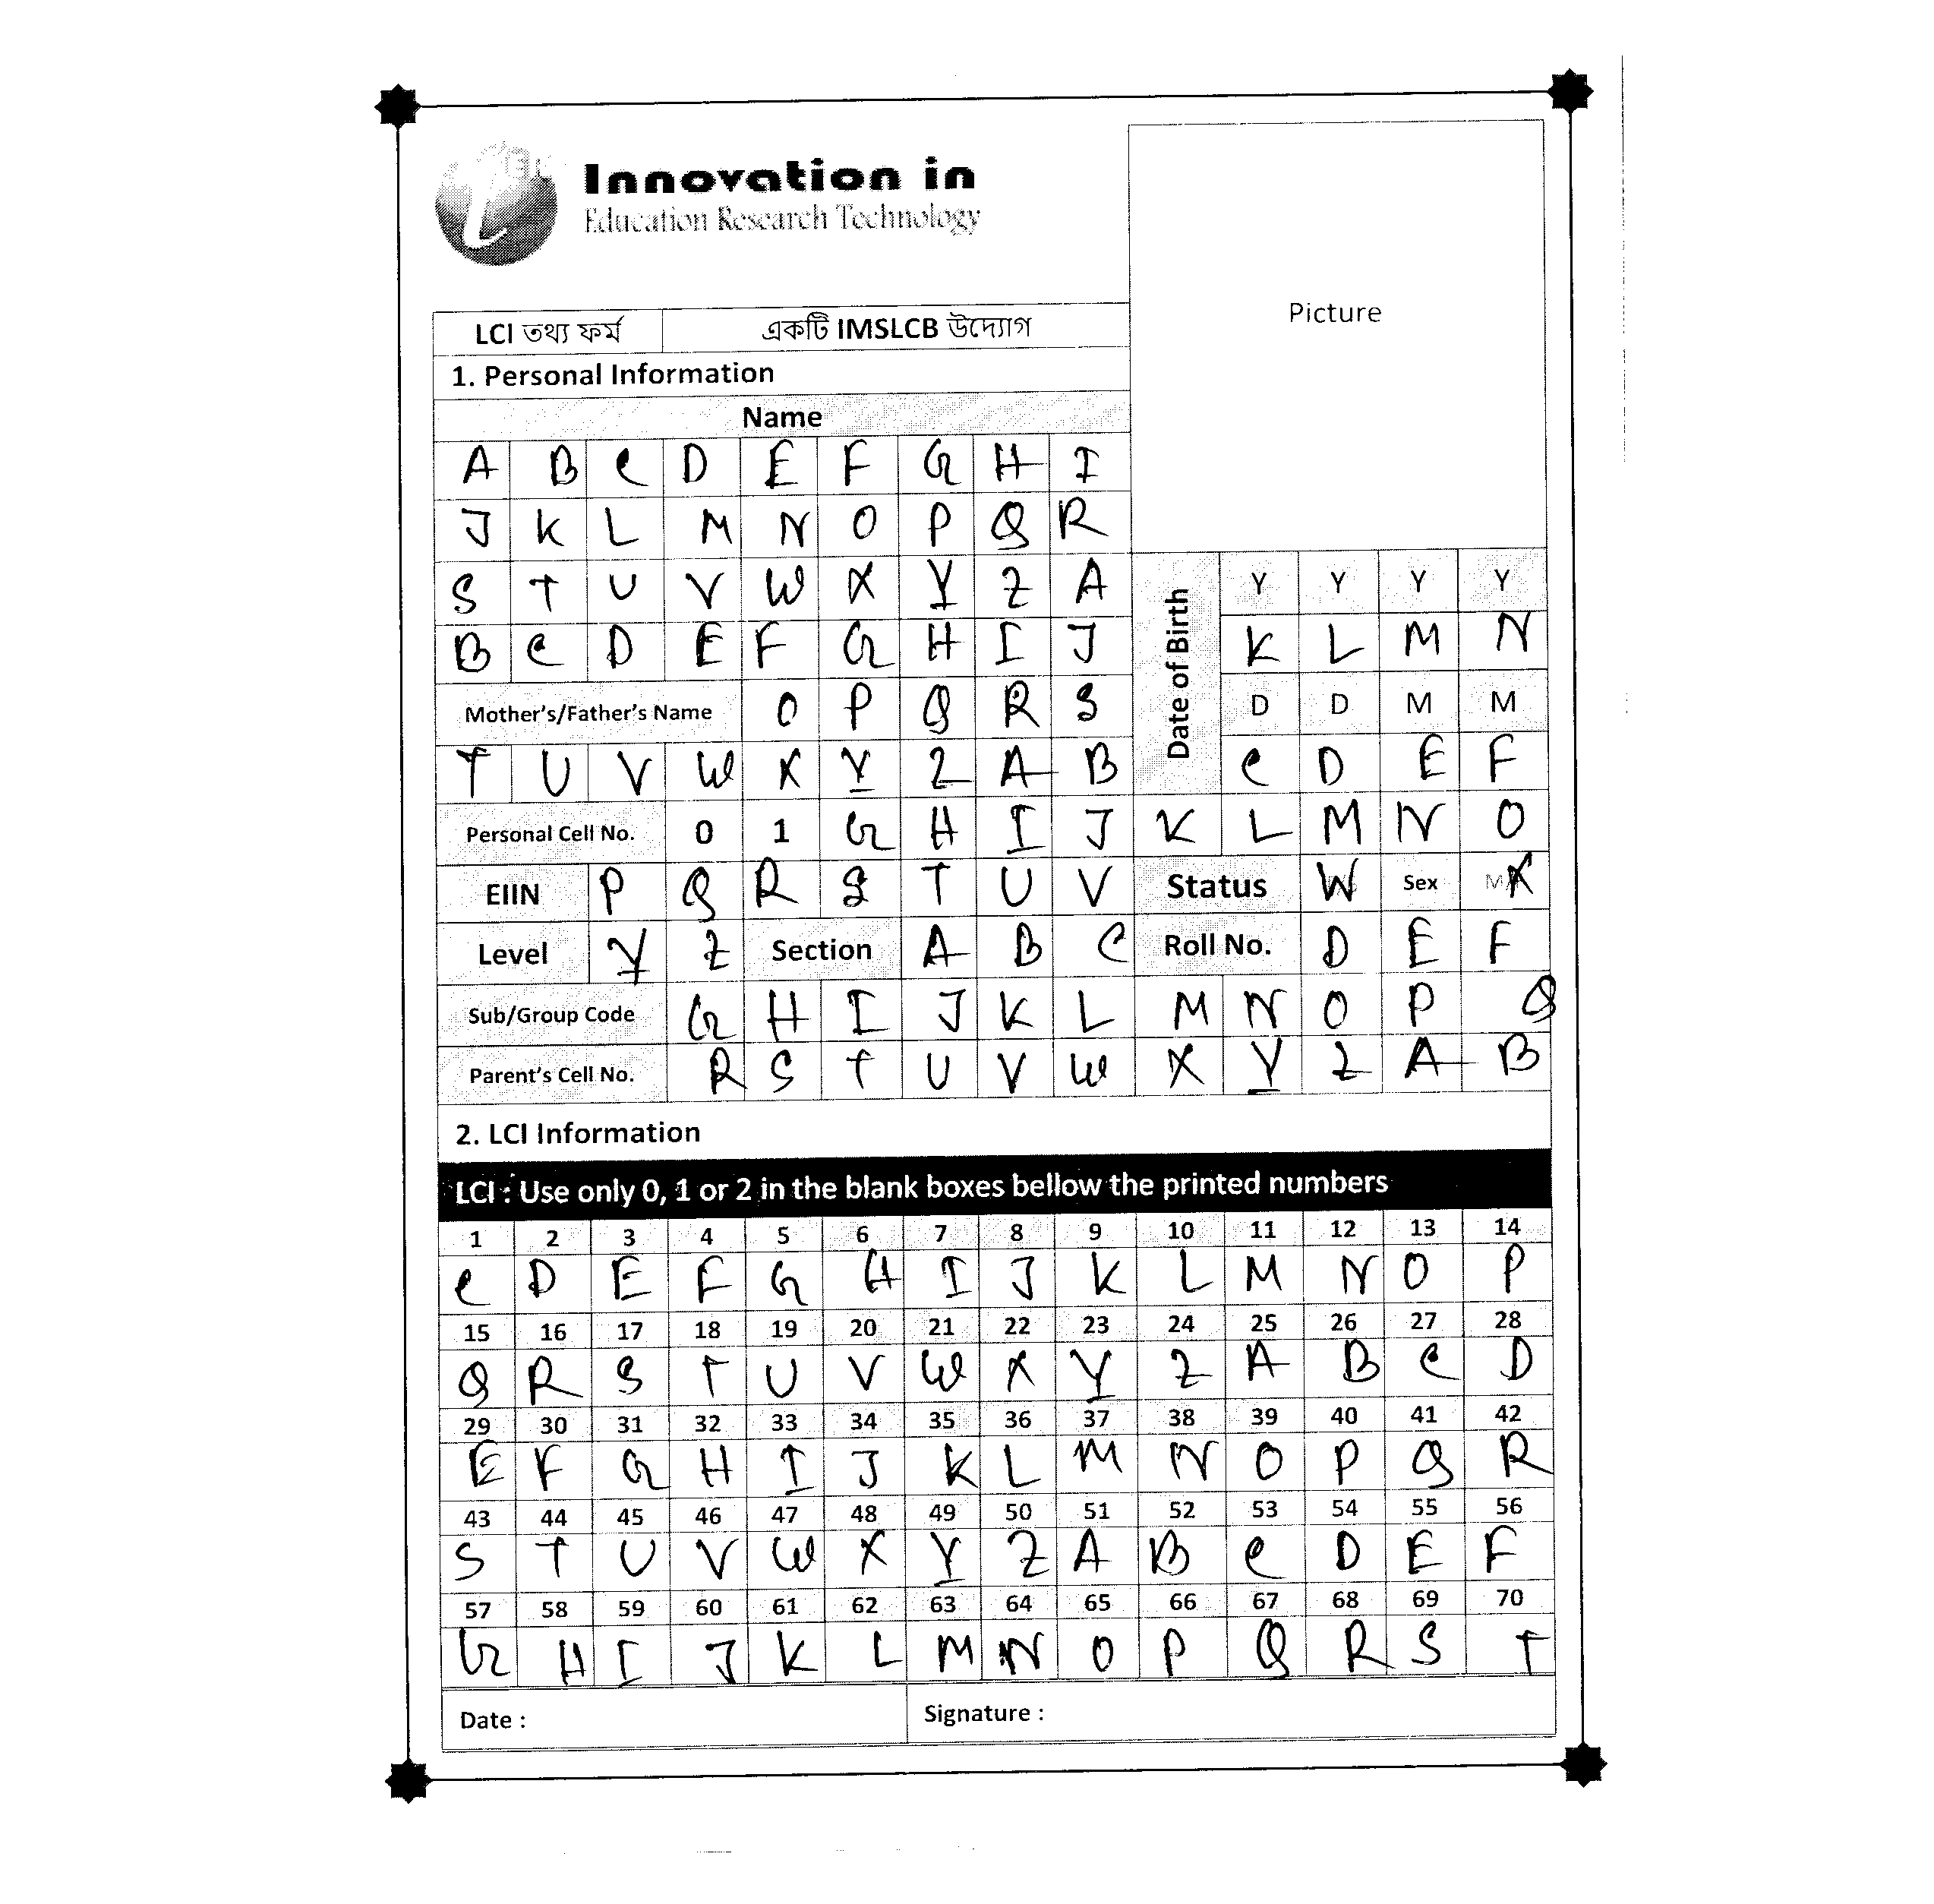 Innovation in
Education Research Technology
Picture
LCI তথ্য ফর্ম একটি IMSLCB উদ্যোগ
1. Personal Information
Name
A B C D E F G H I
J K L M N O P Q R
S T U V W X Y Z A
B C D E F G H I J
Date of Birth
Y Y Y Y
K L M N
D D M M
C D E F
Mother's/Father's Name O P Q R S
T U V W X Y Z A B
Personal Cell No. 0 1 G H I J K L M N O
EIIN P Q R S T U V Status W Sex X
Level Y Z Section A B C Roll No. D E F
Sub/Group Code G H I J K L M N O P Q
Parent's Cell No. R S T U V W X Y Z A B
2. LCI Information
LCI : Use only 0, 1 or 2 in the blank boxes bellow the printed numbers
1 2 3 4 5 6 7 8 9 10 11 12 13 14
C D E F G H I J K L M N O P
15 16 17 18 19 20 21 22 23 24 25 26 27 28
Q R S T U V W X Y Z A B C D
29 30 31 32 33 34 35 36 37 38 39 40 41 42
E F G H I J K L M N O P Q R
43 44 45 46 47 48 49 50 51 52 53 54 55 56
S T U V W X Y Z A B C D E F
57 58 59 60 61 62 63 64 65 66 67 68 69 70
G H I J K L M N O P Q R S T
Date : Signature :